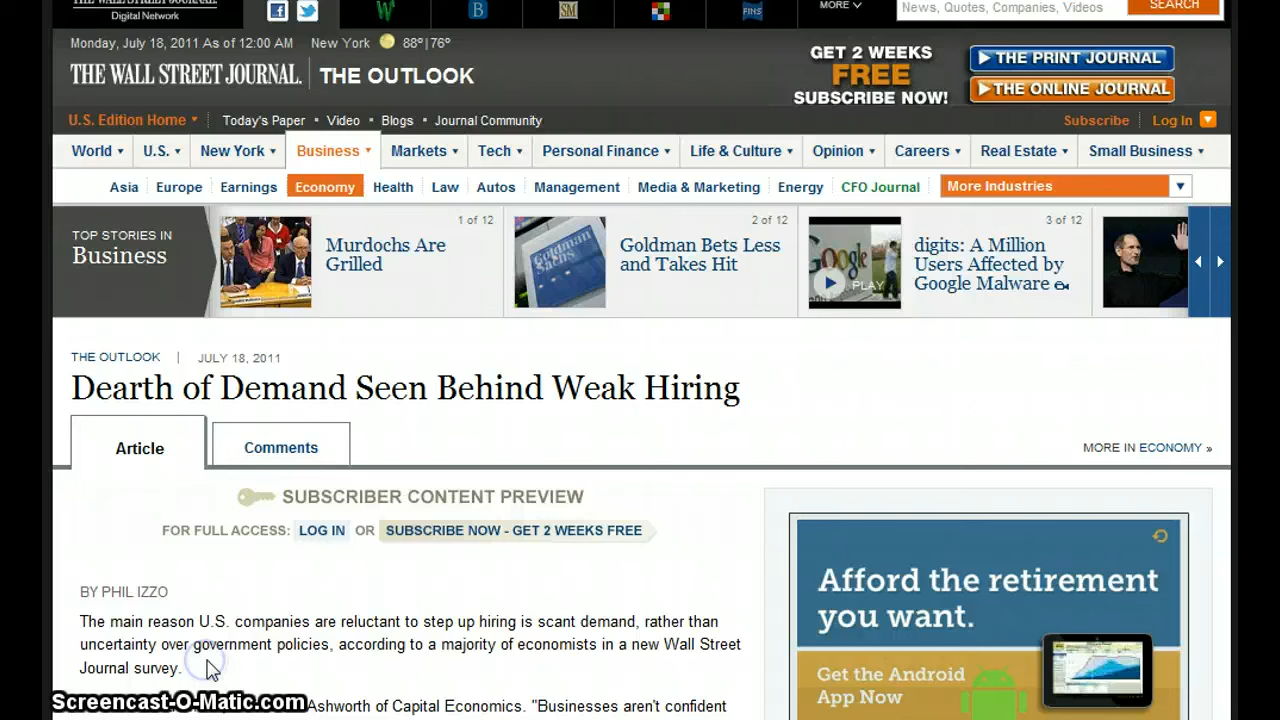 THE WALL STREET JOURNAL
Digital Network
MORE
News, Quotes, Companies, Videos
SEARCH
Monday, July 18, 2011 As of 12:00 AM New York 88º|76º
THE WALL STREET JOURNAL. THE OUTLOOK
GET 2 WEEKS
FREE
SUBSCRIBE NOW!
THE PRINT JOURNAL
THE ONLINE JOURNAL
U.S. Edition Home Today's Paper • Video • Blogs • Journal Community
Subscribe Log In
World U.S. New York Business Markets Tech Personal Finance Life & Culture Opinion Careers Real Estate Small Business
Asia Europe Earnings Economy Health Law Autos Management Media & Marketing Energy CFO Journal More Industries
TOP STORIES IN
Business
1 of 12
Murdochs Are
Grilled
Goldman
Sachs
2 of 12
Goldman Bets Less
and Takes Hit
Google
PLAY
3 of 12
digits: A Million
Users Affected by
Google Malware
THE OUTLOOK | JULY 18, 2011
Dearth of Demand Seen Behind Weak Hiring
Article
Comments
MORE IN ECONOMY »
SUBSCRIBER CONTENT PREVIEW
FOR FULL ACCESS: LOG IN OR SUBSCRIBE NOW - GET 2 WEEKS FREE
BY PHIL IZZO
The main reason U.S. companies are reluctant to step up hiring is scant demand, rather than
uncertainty over government policies, according to a majority of economists in a new Wall Street
Journal survey.
Ashworth of Capital Economics. "Businesses aren't confident
Afford the retirement
you want.
Get the Android
App Now
Screencast-O-Matic.com